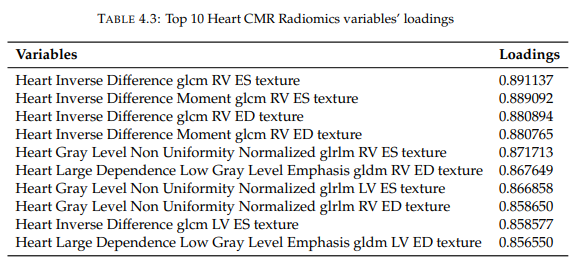 TABLE 4.3: Top 10 Heart CMR Radiomics variables' loadings
Variables Loadings
Heart Inverse Difference glcm RV ES texture 0.891137
Heart Inverse Difference Moment glcm RV ES texture 0.889092
Heart Inverse Difference glcm RV ED texture 0.880894
Heart Inverse Difference Moment glcm RV ED texture 0.880765
Heart Gray Level Non Uniformity Normalized glrlm RV ES texture 0.871713
Heart Large Dependence Low Gray Level Emphasis gldm RV ED texture 0.867649
Heart Gray Level Non Uniformity Normalized glrlm LV ES texture 0.866858
Heart Gray Level Non Uniformity Normalized glrlm RV ED texture 0.858650
Heart Inverse Difference glcm LV ES texture 0.858577
Heart Large Dependence Low Gray Level Emphasis gldm LV ED texture 0.856550